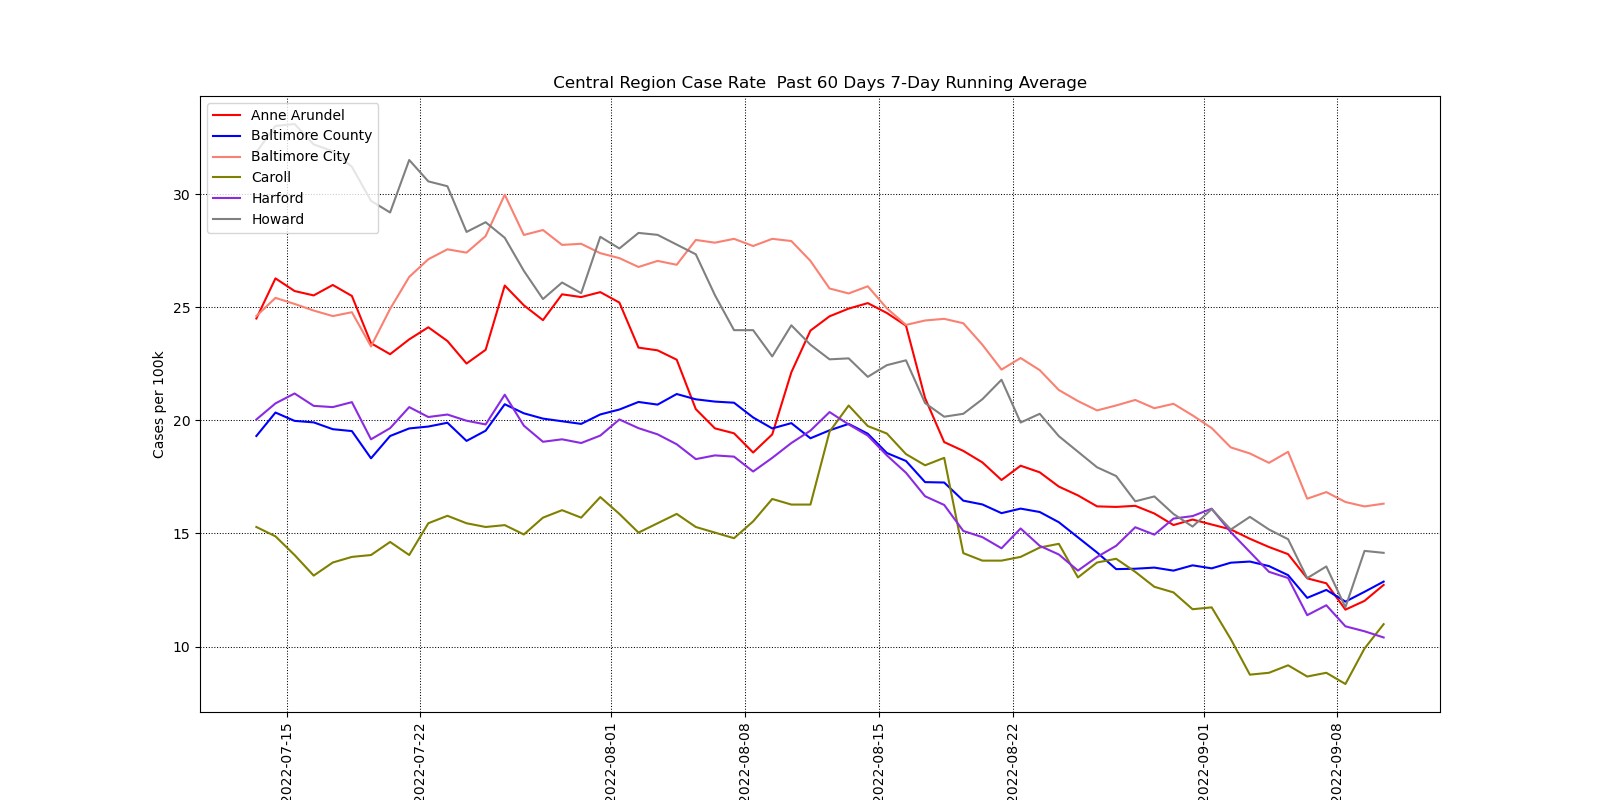 Central Region Case Rate  Past 60 Days 7-Day Running Average
Anne Arundel
Baltimore County
Baltimore City
Caroll
Harford
Howard
Cases per 100k
30
25
20
15
10
2022-07-15
2022-07-22
2022-08-01
2022-08-08
2022-08-15
2022-08-22
2022-09-01
2022-09-08